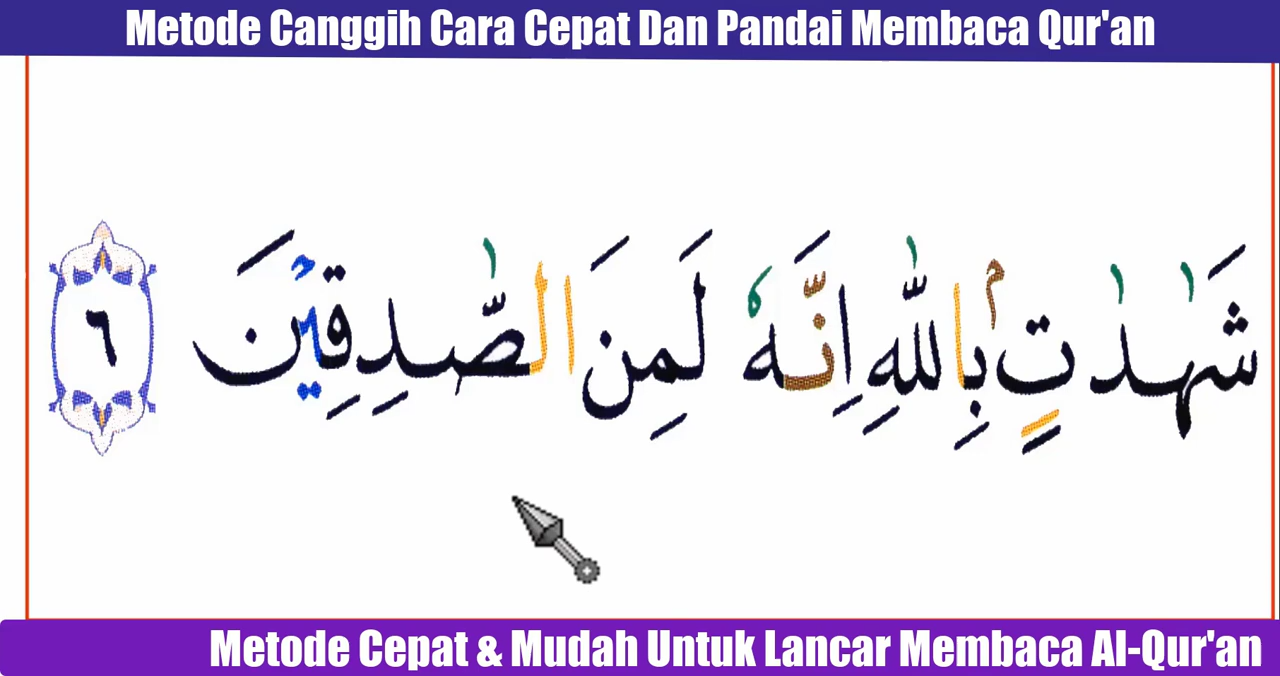 Metode Canggih Cara Cepat Dan Pandai Membaca Qur'an
شَهٰدٰتٍۢ بِاللّٰهِ اِنَّهٗ لَمِنَ الصّٰدِقِيْنَ ٦
Metode Cepat & Mudah Untuk Lancar Membaca Al-Qur'an